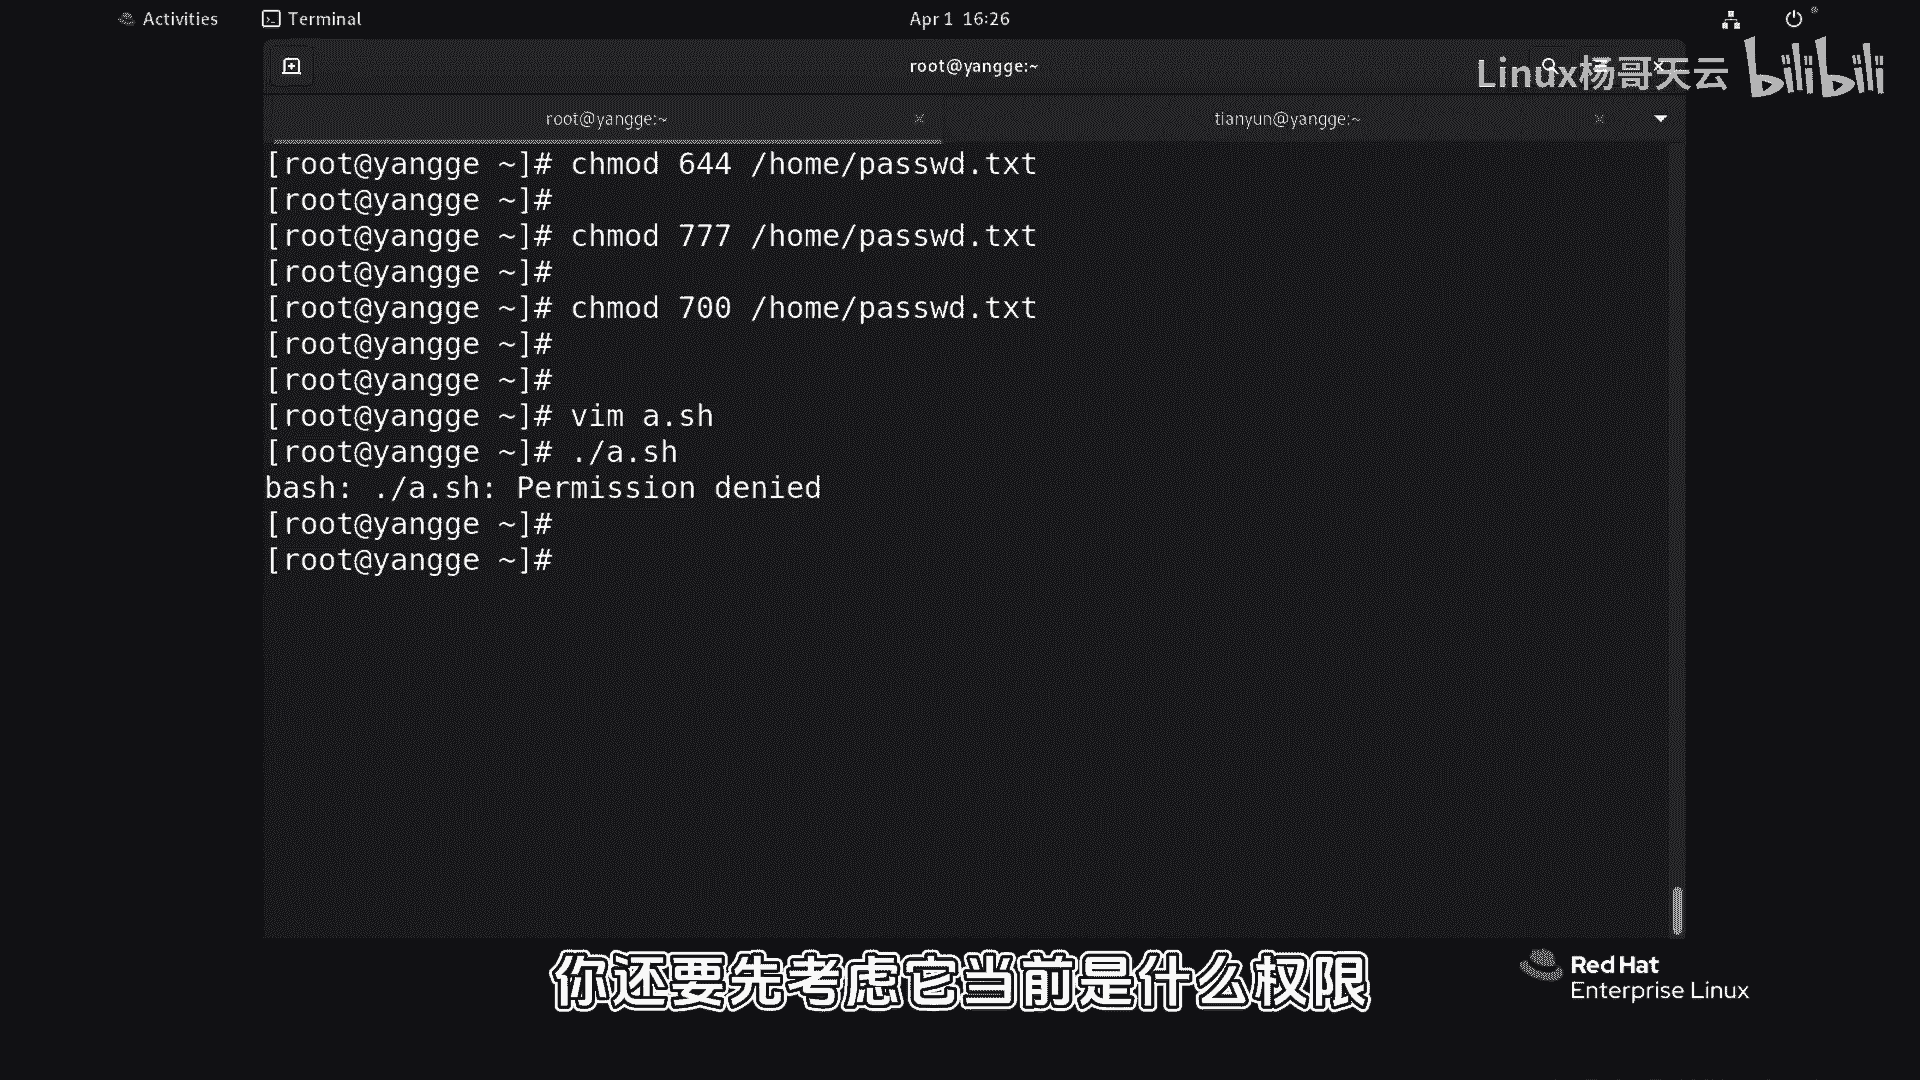 Activities
Terminal
Apr 1 16:26
root@yangge:~
Linux杨哥天云 bilibili
root@yangge:~
tianyun@yangge:~
[root@yangge ~]# chmod 644 /home/passwd.txt
[root@yangge ~]#
[root@yangge ~]# chmod 777 /home/passwd.txt
[root@yangge ~]#
[root@yangge ~]# chmod 700 /home/passwd.txt
[root@yangge ~]#
[root@yangge ~]#
[root@yangge ~]# vim a.sh
[root@yangge ~]# ./a.sh
bash: ./a.sh: Permission denied
[root@yangge ~]#
[root@yangge ~]#
你还要先考虑它当前是什么权限
Red Hat
Enterprise Linux